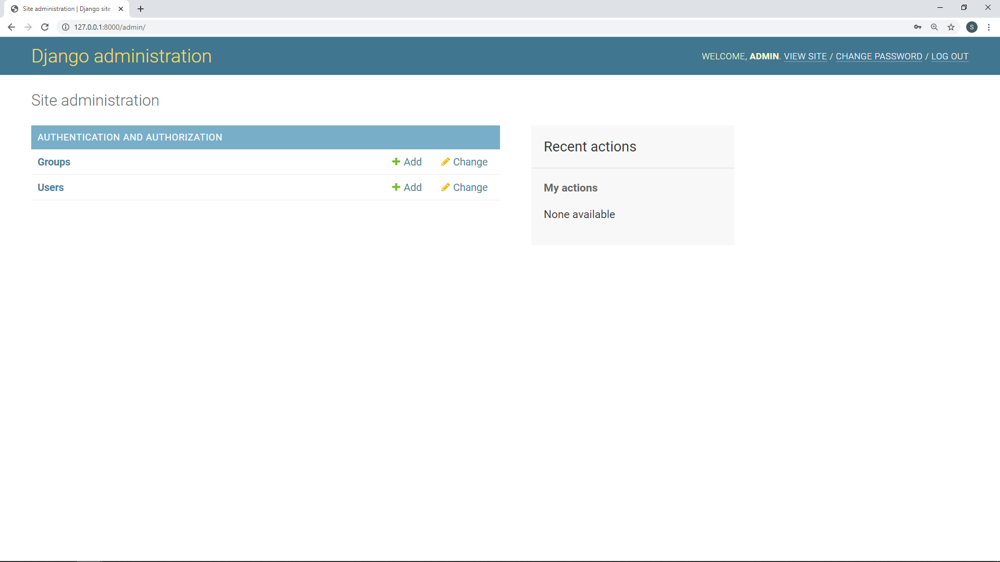 Site administration | Django site
127.0.0.1:8000/admin/
S
Django administration
WELCOME, ADMIN. VIEW SITE / CHANGE PASSWORD / LOG OUT
Site administration
AUTHENTICATION AND AUTHORIZATION
Groups Add Change
Users Add Change
Recent actions
My actions
None available